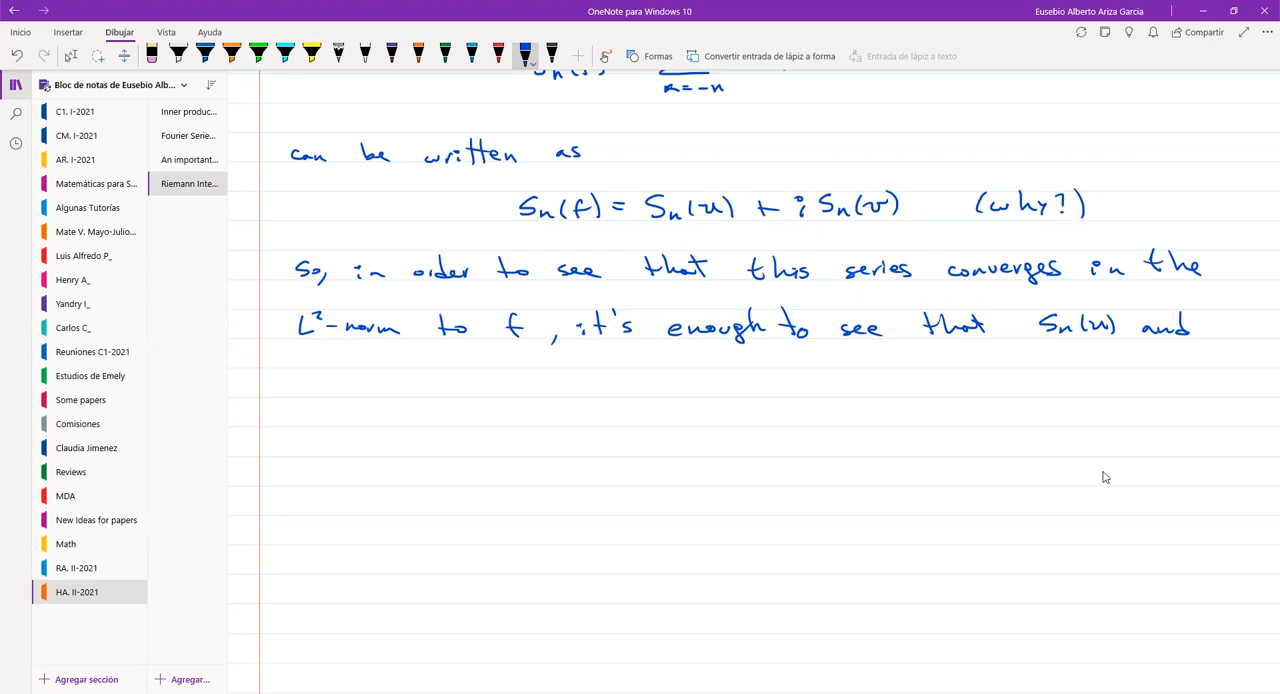 OneNote para Windows 10
Eusebio Alberto Ariza Garcia
Inicio Insertar Dibujar Vista Ayuda
Compartir
Formas Convertir entrada de lápiz a forma Entrada de lápiz a texto
Bloc de notas de Eusebio Alb...
C1. I-2021
CM. I-2021
AR. I-2021
Matemáticas para S...
Algunas Tutorías
Mate V. Mayo-Julio...
Luis Alfredo P_
Henry A_
Yandry I_
Carlos C_
Reuniones C1-2021
Estudios de Emely
Some papers
Comisiones
Claudia Jimenez
Reviews
MDA
New Ideas for papers
Math
RA. II-2021
HA. II-2021
Agregar sección
Inner produc...
Fourier Serie...
An important...
Riemann Inte...
Agregar...
can be written as
Sn(f) = Sn(u) + i Sn(v) (why?)
So, in order to see that this series converges in the
L²-norm to f, it's enough to see that Sn(u) and